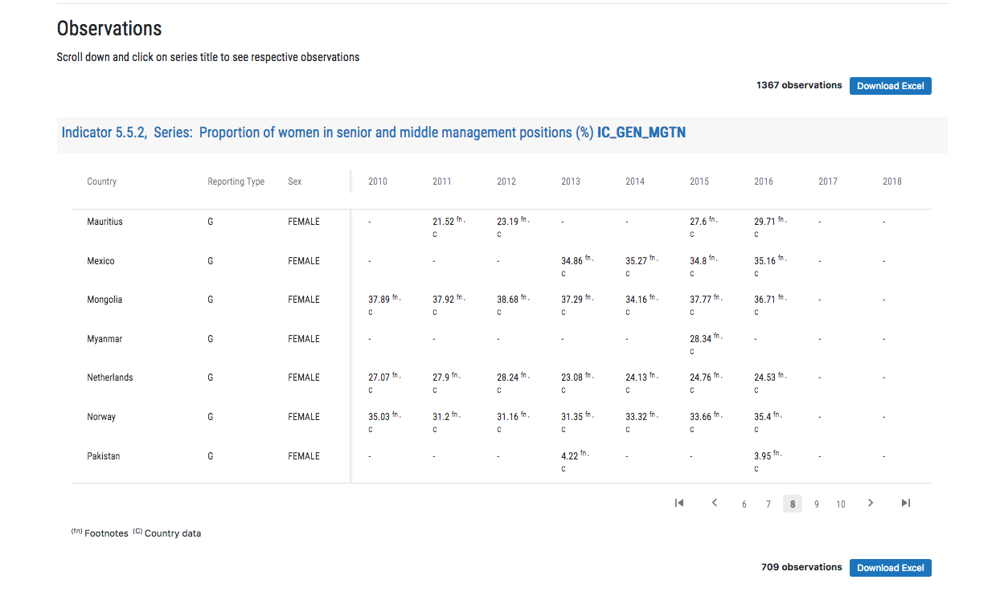 Observations
Scroll down and click on series title to see respective observations
1367 observations Download Excel
Indicator 5.5.2, Series: Proportion of women in senior and middle management positions (%) IC_GEN_MGTN
Country Reporting Type Sex 2010 2011 2012 2013 2014 2015 2016 2017 2018
Mauritius G FEMALE - 21.52 fn. 23.19 fn. - - 27.6 fn. 29.71 fn. - -
C C C C
Mexico G FEMALE - - - 34.86 fn. 35.27 fn. 34.8 fn. 35.16 fn. - -
C C C C
Mongolia G FEMALE 37.89 fn. 37.92 fn. 38.68 fn. 37.29 fn. 34.16 fn. 37.77 fn. 36.71 fn. - -
C C C C C C C
Myanmar G FEMALE - - - - - 28.34 fn. - - -
C
Netherlands G FEMALE 27.07 fn. 27.9 fn. 28.24 fn. 23.08 fn. 24.13 fn. 24.76 fn. 24.53 fn. - -
C C C C C C C
Norway G FEMALE 35.03 fn. 31.2 fn. 31.16 fn. 31.35 fn. 33.32 fn. 33.66 fn. 35.4 fn. - -
C C C C C C C
Pakistan G FEMALE - - - 4.22 fn. - - 3.95 fn. - -
C C
6 7 8 9 10
(fn) Footnotes (C) Country data
709 observations Download Excel